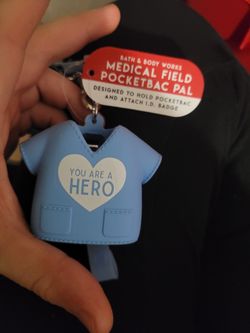 BATH & BODY WORKS
MEDICAL FIELD
POCKETBAC PAL
DESIGNED TO HOLD POCKETBAC
AND ATTACH I.D. BADGE
YOU ARE A
HERO